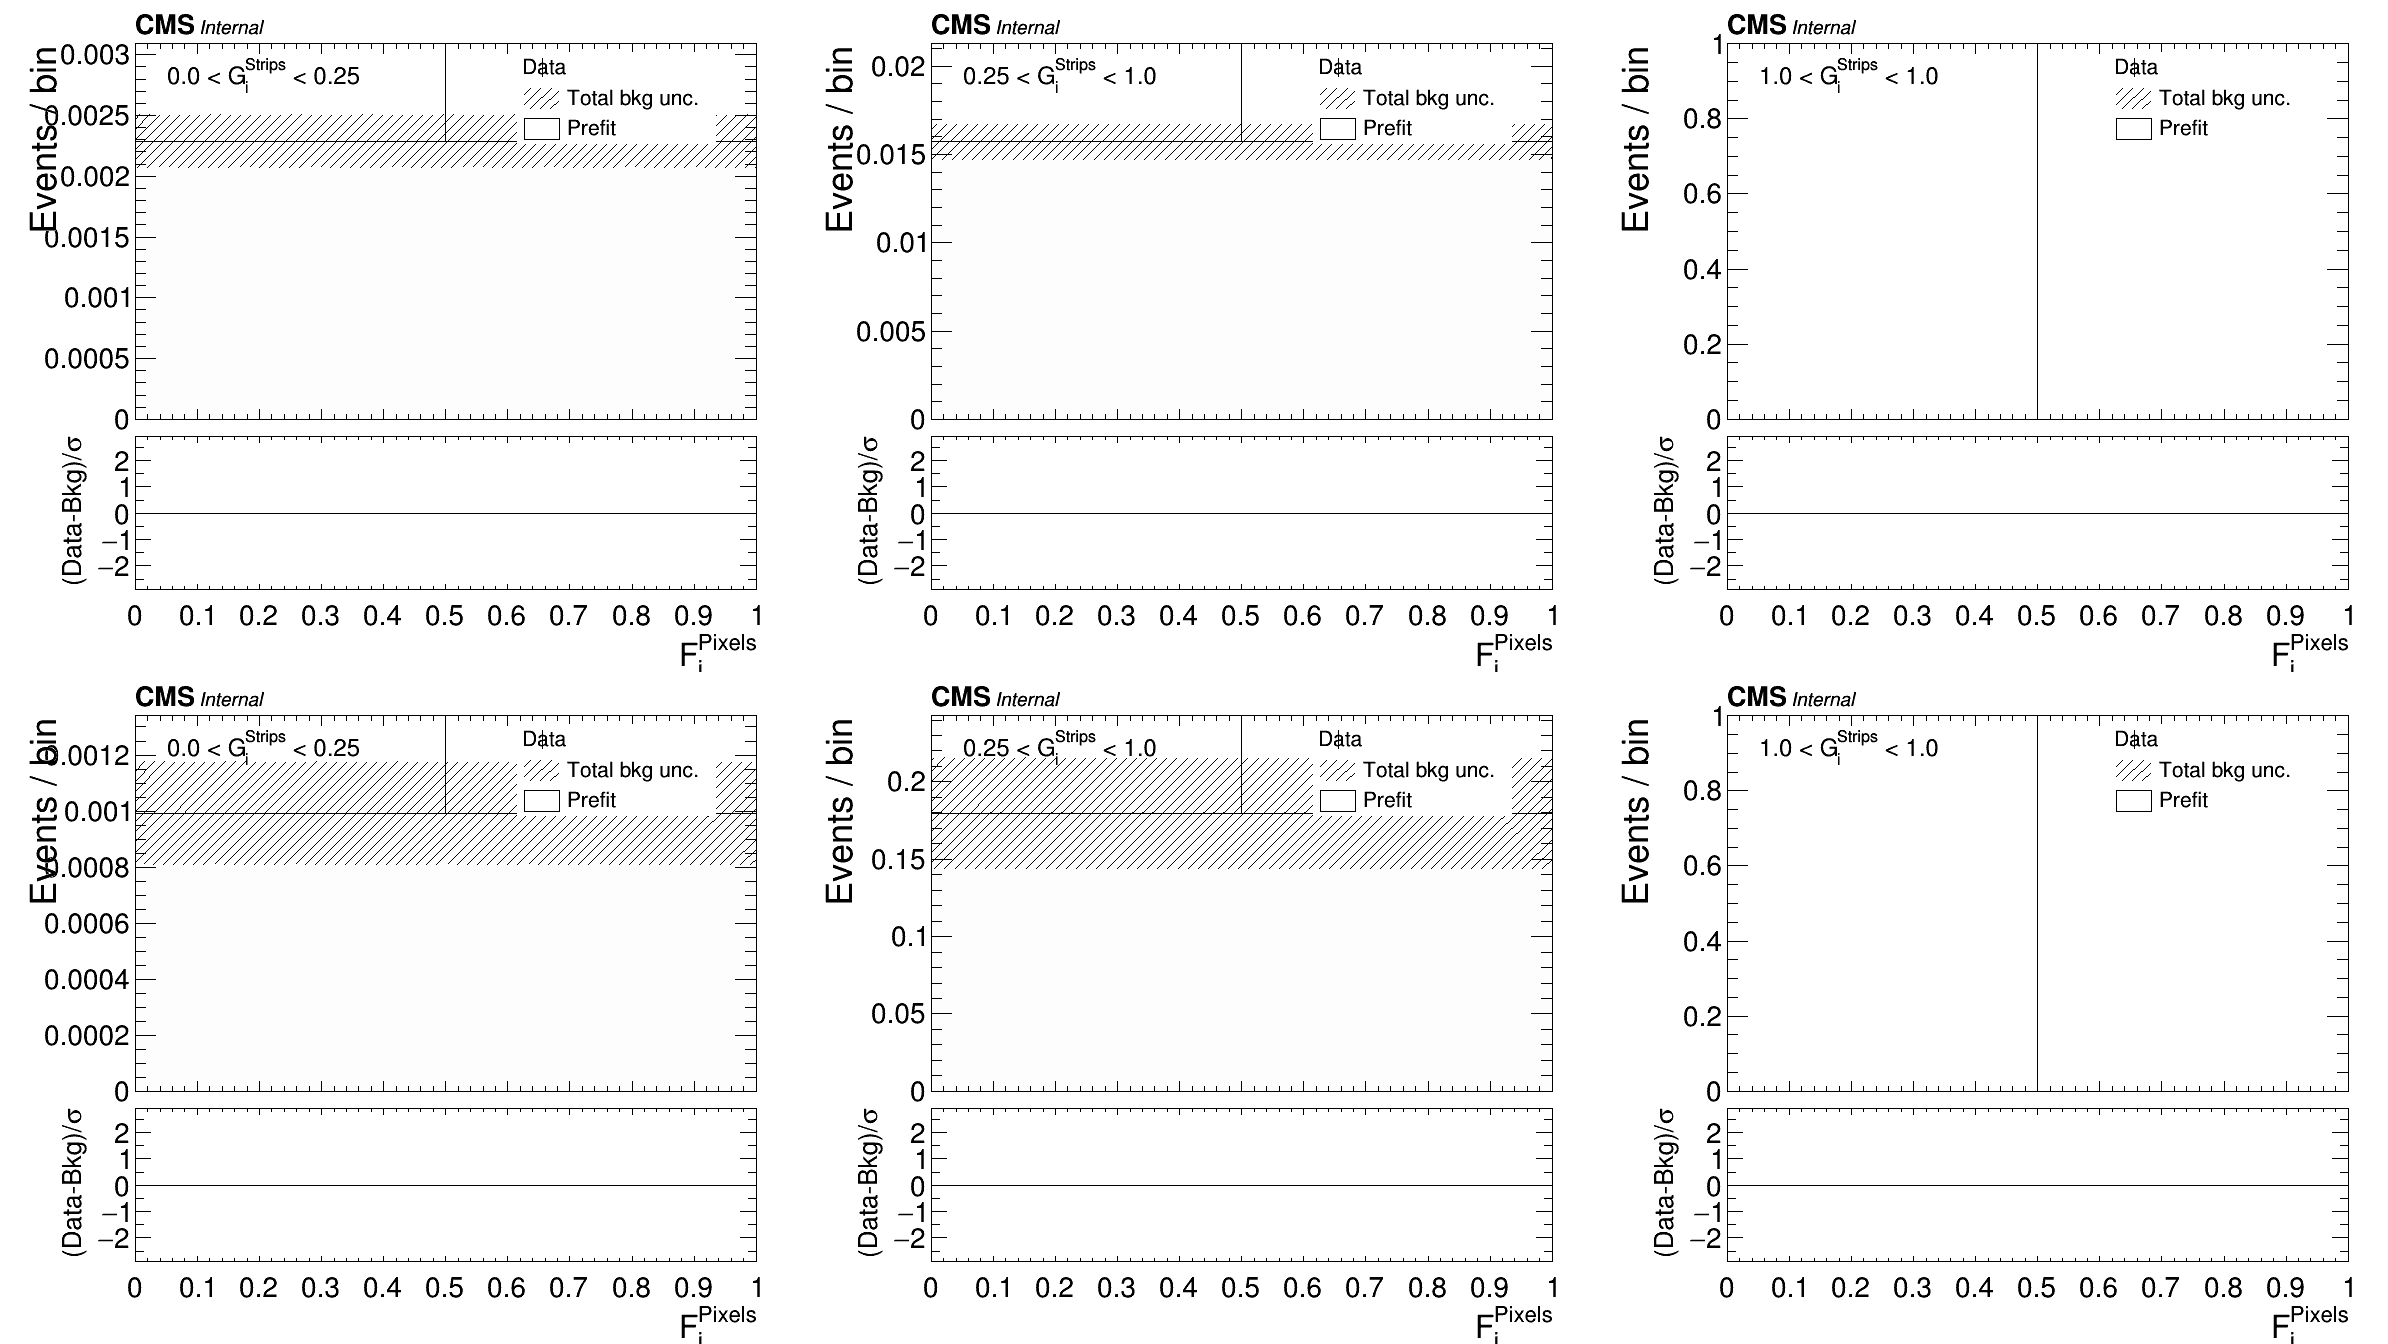 CMS Internal
Events / bin
0.003
0.0025
0.002
0.0015
0.001
0.0005
0
0.0 < G_i^Strips < 0.25
Data
Total bkg unc.
Prefit
(Data-Bkg)/σ
2
1
0
−1
−2
0 0.1 0.2 0.3 0.4 0.5 0.6 0.7 0.8 0.9 1
F_i^Pixels
CMS Internal
Events / bin
0.02
0.015
0.01
0.005
0
0.25 < G_i^Strips < 1.0
Data
Total bkg unc.
Prefit
(Data-Bkg)/σ
2
1
0
−1
−2
0 0.1 0.2 0.3 0.4 0.5 0.6 0.7 0.8 0.9 1
F_i^Pixels
CMS Internal
Events / bin
1
0.8
0.6
0.4
0.2
0
1.0 < G_i^Strips < 1.0
Data
Total bkg unc.
Prefit
(Data-Bkg)/σ
2
1
0
−1
−2
0 0.1 0.2 0.3 0.4 0.5 0.6 0.7 0.8 0.9 1
F_i^Pixels
CMS Internal
Events / bin
0.0012
0.001
0.0008
0.0006
0.0004
0.0002
0
0.0 < G_i^Strips < 0.25
Data
Total bkg unc.
Prefit
(Data-Bkg)/σ
2
1
0
−1
−2
0 0.1 0.2 0.3 0.4 0.5 0.6 0.7 0.8 0.9 1
F_i^Pixels
CMS Internal
Events / bin
0.2
0.15
0.1
0.05
0
0.25 < G_i^Strips < 1.0
Data
Total bkg unc.
Prefit
(Data-Bkg)/σ
2
1
0
−1
−2
0 0.1 0.2 0.3 0.4 0.5 0.6 0.7 0.8 0.9 1
F_i^Pixels
CMS Internal
Events / bin
1
0.8
0.6
0.4
0.2
0
1.0 < G_i^Strips < 1.0
Data
Total bkg unc.
Prefit
(Data-Bkg)/σ
2
1
0
−1
−2
0 0.1 0.2 0.3 0.4 0.5 0.6 0.7 0.8 0.9 1
F_i^Pixels